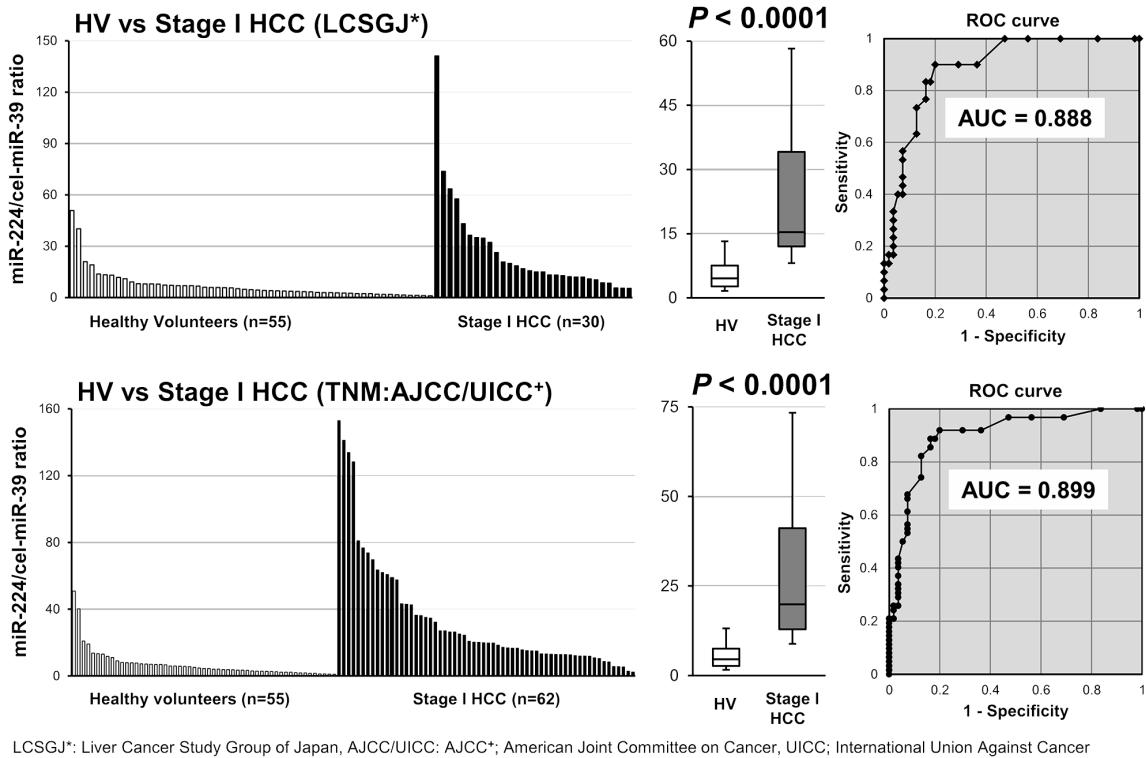 HV vs Stage I HCC (LCSGJ*)
miR-224/cel-miR-39 ratio
150
120
90
60
30
0
Healthy Volunteers (n=55)
Stage I HCC (n=30)
P < 0.0001
60
45
30
15
0
HV
Stage I
HCC
ROC curve
Sensitivity
1
0.8
0.6
0.4
0.2
0
AUC = 0.888
0 0.2 0.4 0.6 0.8 1
1 - Specificity
HV vs Stage I HCC (TNM:AJCC/UICC+)
miR-224/cel-miR-39 ratio
160
120
80
40
0
Healthy volunteers (n=55)
Stage I HCC (n=62)
P < 0.0001
75
50
25
0
HV
Stage I
HCC
ROC curve
Sensitivity
1
0.8
0.6
0.4
0.2
0
AUC = 0.899
0 0.2 0.4 0.6 0.8 1
1 - Specificity
LCSGJ*: Liver Cancer Study Group of Japan, AJCC/UICC: AJCC+; American Joint Committee on Cancer, UICC; International Union Against Cancer